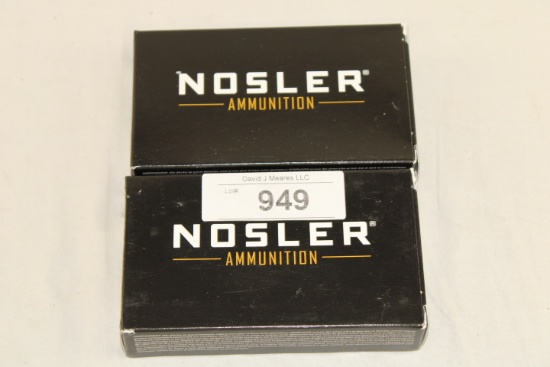 NOSLER®
AMMUNITION
David J Meares LLC
Lot#
949
NOSLER®
AMMUNITION